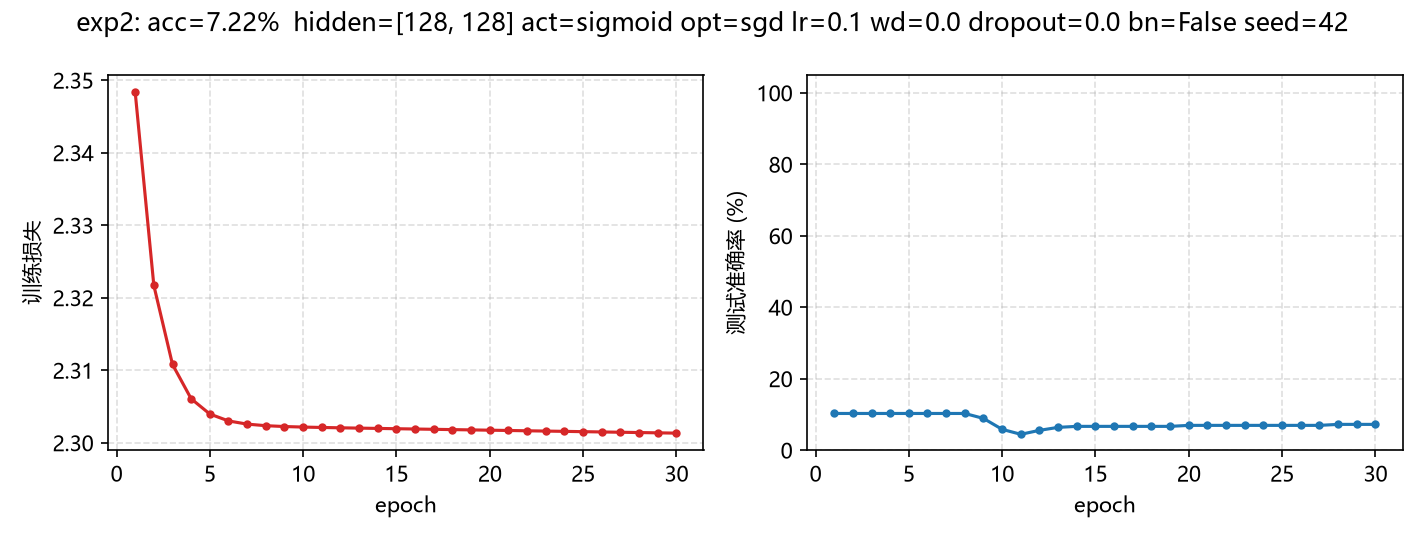 exp2: acc=7.22%  hidden=[128, 128] act=sigmoid opt=sgd lr=0.1 wd=0.0 dropout=0.0 bn=False seed=42
2.35
2.34
2.33
2.32
2.31
2.30
训练损失
0 5 10 15 20 25 30
epoch
100
80
60
40
20
0
测试准确率 (%)
0 5 10 15 20 25 30
epoch